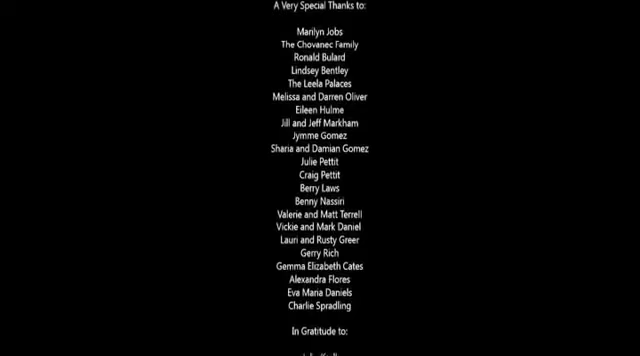 A Very Special Thanks to:
Marilyn Jobs
The Chovanec Family
Ronald Bulard
Lindsey Bentley
The Leela Palaces
Melissa and Darren Oliver
Eileen Hulme
Jill and Jeff Markham
Jymme Gomez
Sharia and Damian Gomez
Julie Pettit
Craig Pettit
Berry Laws
Benny Nassiri
Valerie and Matt Terrell
Vickie and Mark Daniel
Lauri and Rusty Greer
Gerry Rich
Gemma Elizabeth Cates
Alexandra Flores
Eva Maria Daniels
Charlie Spradling
In Gratitude to: